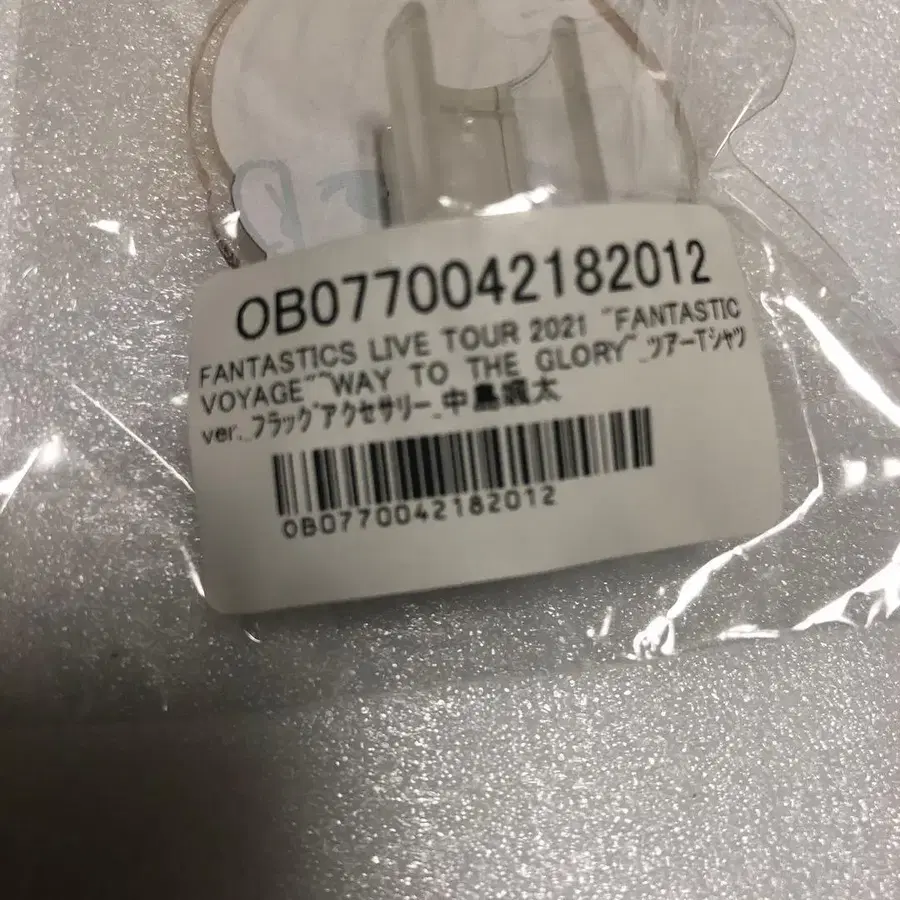 OB0770042182012
FANTASTICS LIVE TOUR 2021 ˜FANTASTIC
VOYAGE˜˜WAY TO THE GLORY˜_ツアーTシャツ
ver._フラッグアクセサリー_中島颯太
OB0770042182012